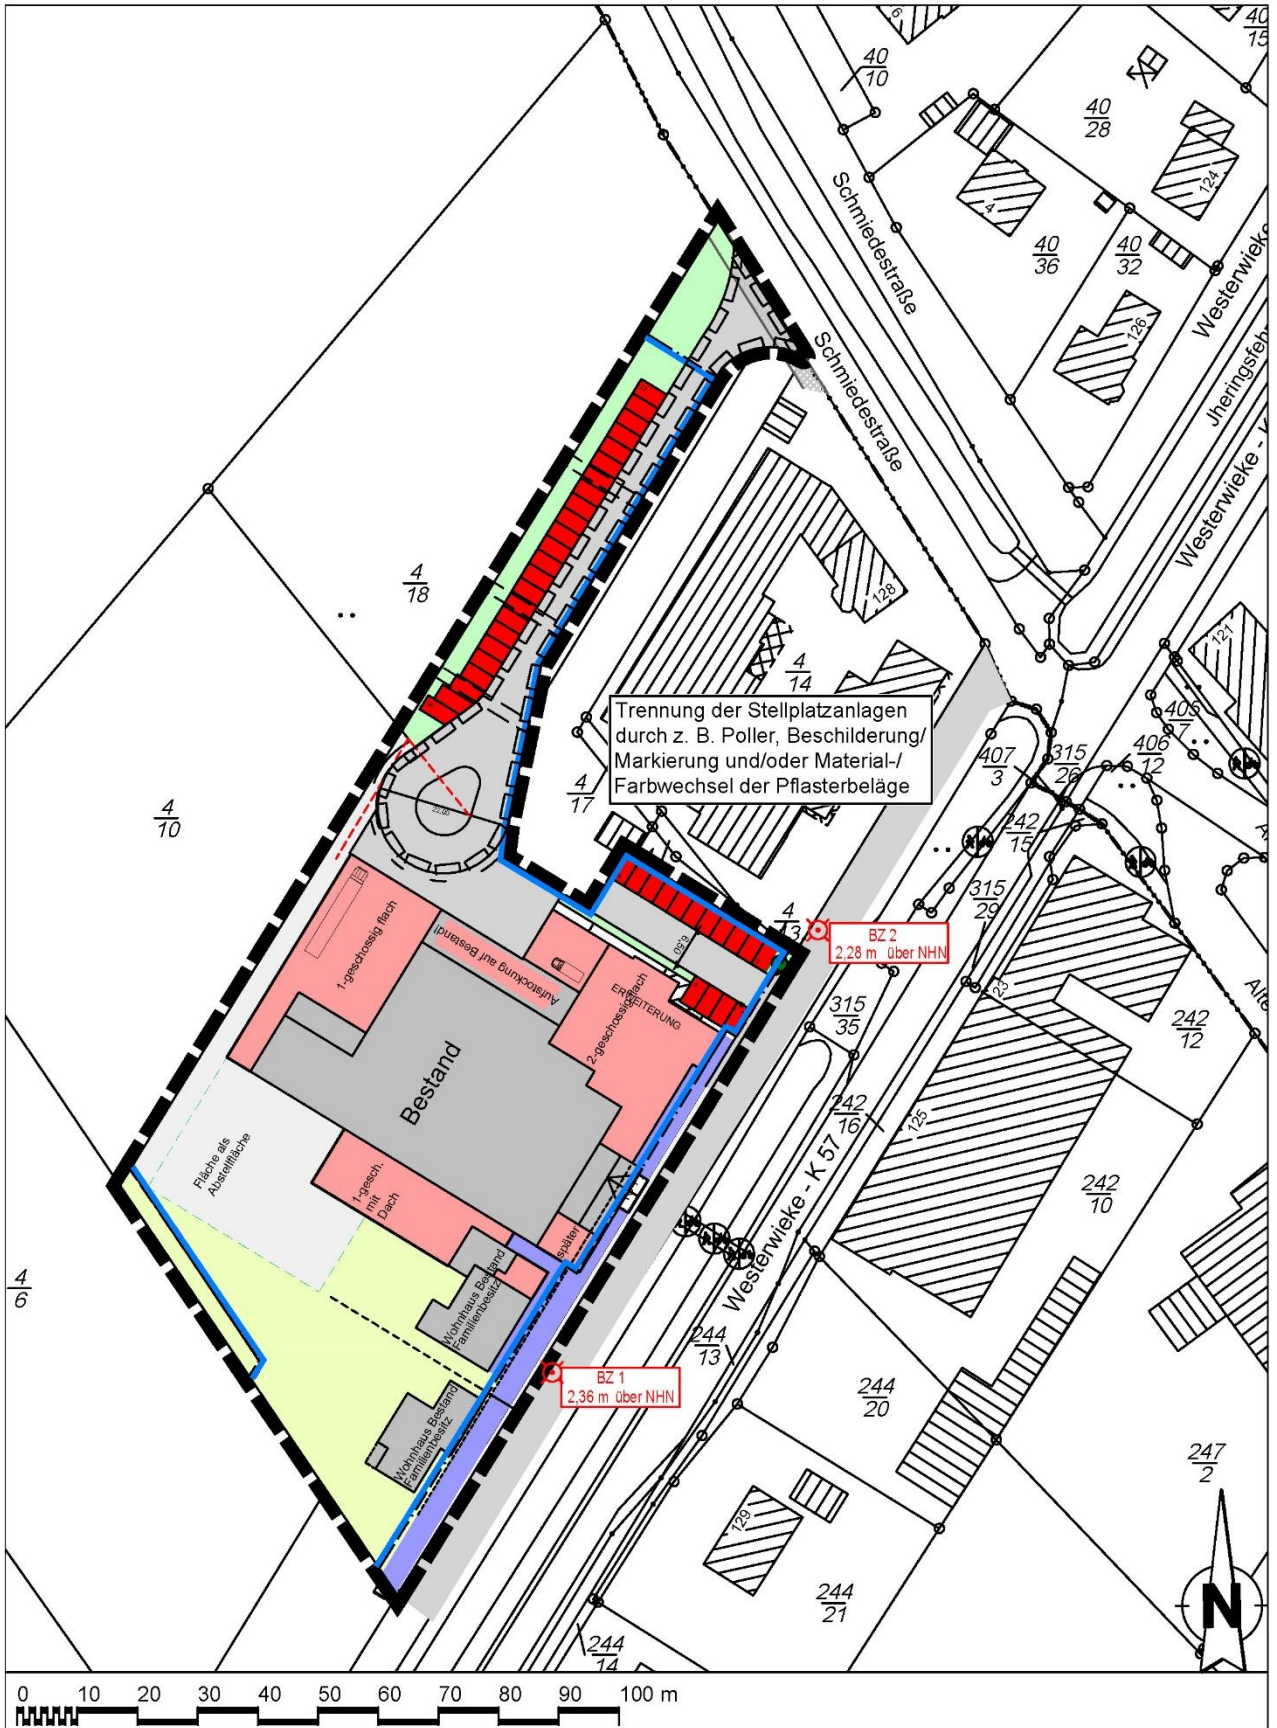 40
15
40
10
40
28
124
Schmiedestraße
4
40
36
40
32
Westerwieke
126
Jheringsfehn
Schmiedestraße
Westerwieke -
4
18
128
121
4
14
Trennung der Stellplatzanlagen
durch z. B. Poller, Beschilderung/
Markierung und/oder Material-/
Farbwechsel der Pflasterbeläge
405
7
407
3
315
26
406
12
4
17
4
10
242
15
315
29
4
13
BZ 2
2,28 m über NHN
6,50
1-geschossig flach
Aufstockung auf Bestand!
2-geschossig flach
ERWEITERUNG
23
315
35
242
12
Bestand
242
16
125
Fläche als
Abstellfläche
1-gesch.
mit
Dach
später
242
10
Westerwieke - K 57
4
6
Wohnhaus Bestand
Familienbesitz
244
13
BZ 1
2,36 m über NHN
244
20
Wohnhaus Bestand
Familienbesitz
247
2
129
244
21
N
244
14
0 10 20 30 40 50 60 70 80 90 100 m